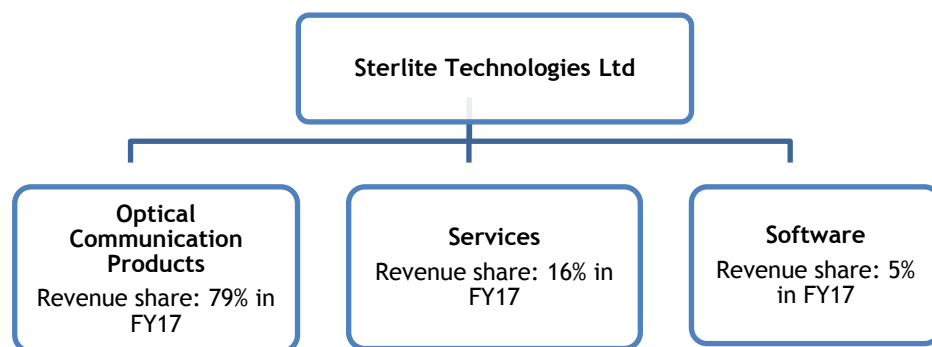 Sterlite Technologies Ltd
Optical
Communication
Products
Revenue share: 79% in
FY17
Services
Revenue share: 16% in
FY17
Software
Revenue share: 5%
in FY17